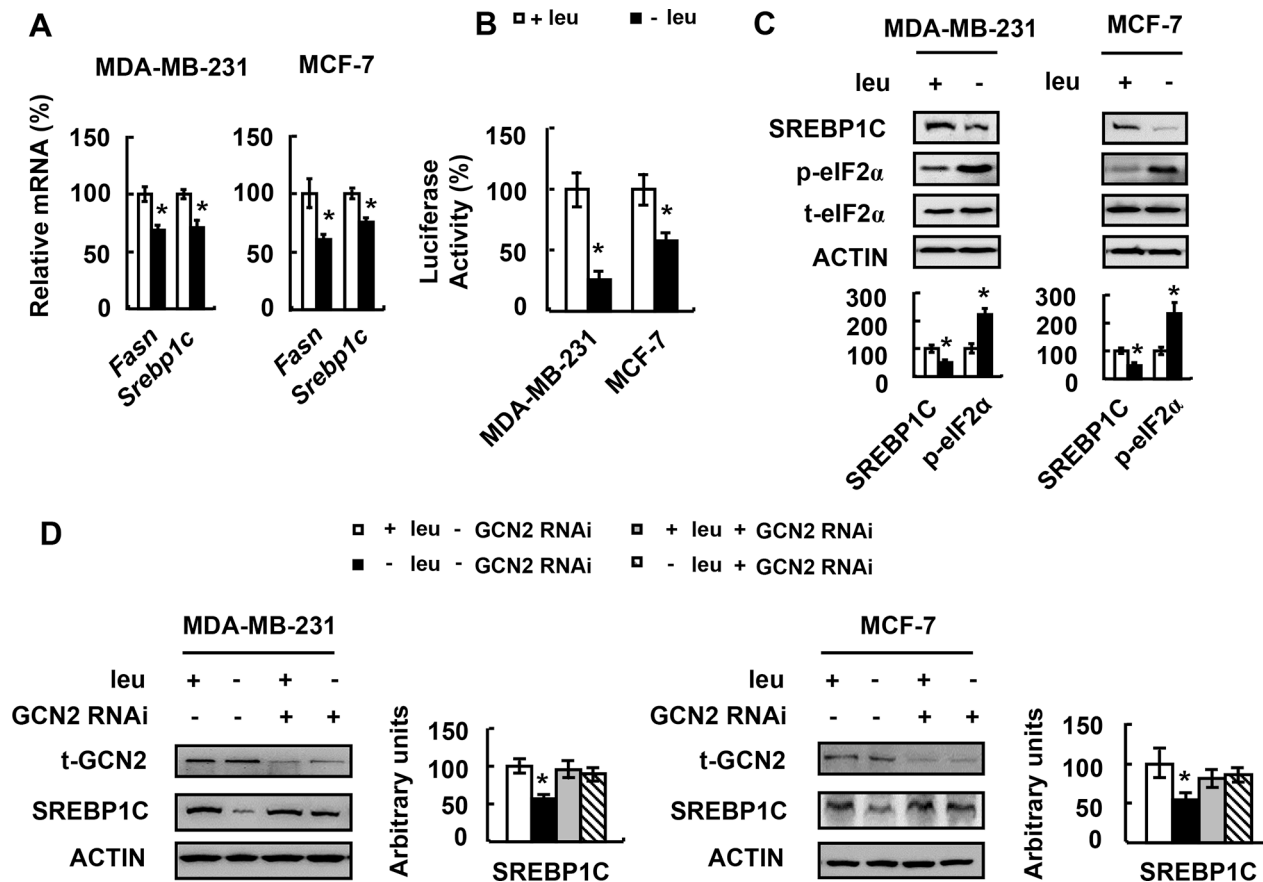 A
MDA-MB-231
MCF-7
Relative mRNA (%)
150
100
50
0
*
*
Fasn
Srebp1c
150
100
50
0
*
*
Fasn
Srebp1c
B
+ leu
- leu
Luciferase
Activity (%)
150
100
50
0
*
*
MDA-MB-231
MCF-7
C
MDA-MB-231
MCF-7
leu + -
leu + -
SREBP1C
p-eIF2α
t-eIF2α
ACTIN
300
200
100
0
*
*
SREBP1C
p-eIF2α
300
200
100
0
*
*
SREBP1C
p-eIF2α
D
+ leu - GCN2 RNAi
+ leu + GCN2 RNAi
- leu - GCN2 RNAi
- leu + GCN2 RNAi
MDA-MB-231
leu + - + -
GCN2 RNAi - - + +
t-GCN2
SREBP1C
ACTIN
Arbitrary units
150
100
50
0
*
SREBP1C
MCF-7
leu + - + -
GCN2 RNAi - - + +
t-GCN2
SREBP1C
ACTIN
Arbitrary units
150
100
50
0
*
SREBP1C